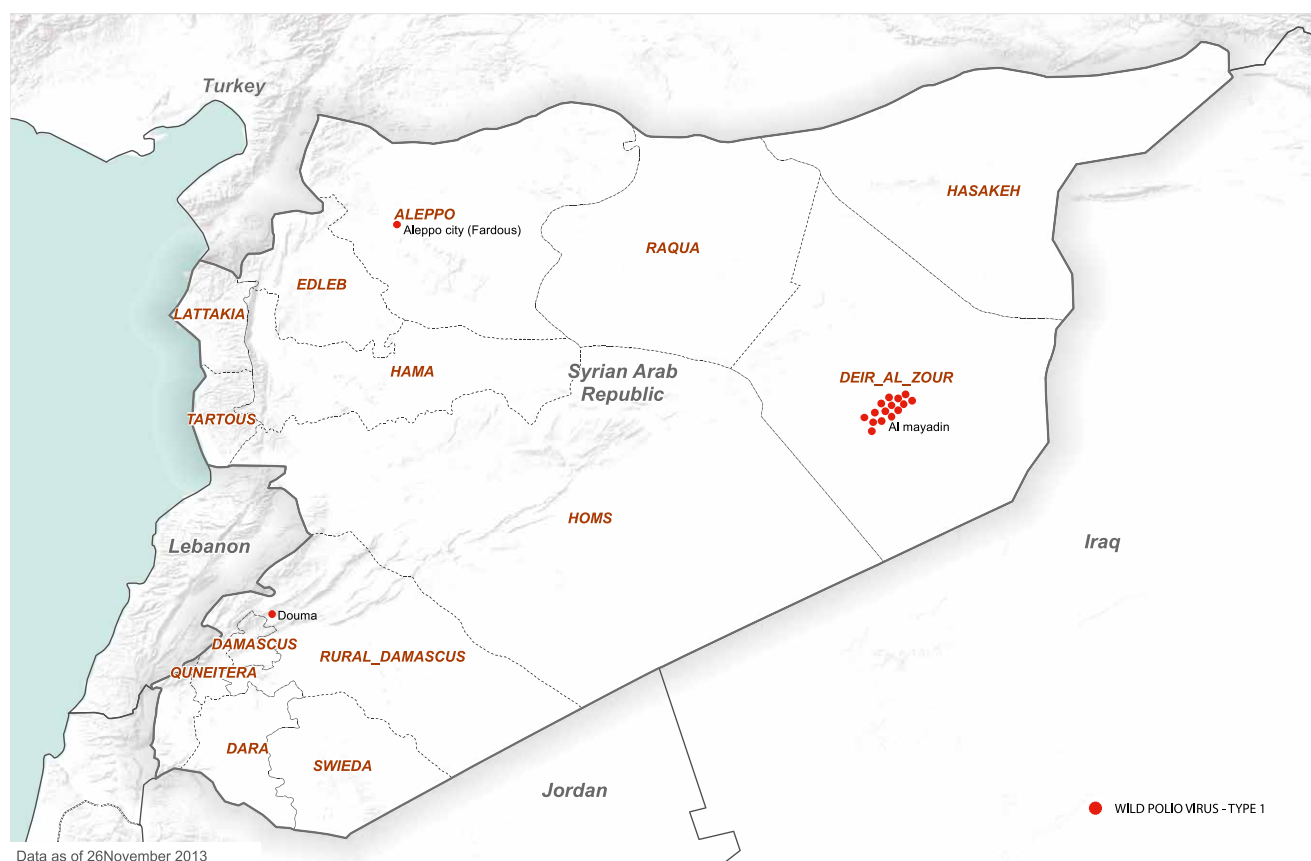 Turkey
HASAKEH
ALEPPO
Aleppo city (Fardous)
RAQUA
EDLEB
LATTAKIA
HAMA
Syrian Arab
Republic
DEIR_AL_ZOUR
TARTOUS
Al mayadin
HOMS
Lebanon
Iraq
Douma
DAMASCUS
RURAL_DAMASCUS
QUNEITERA
DARA
SWIEDA
Jordan
WILD POLIO VIRUS - TYPE 1
Data as of 26November 2013